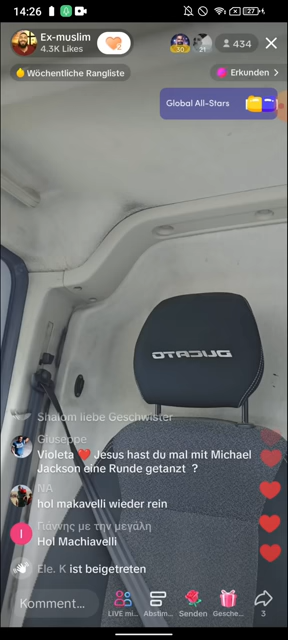 14:26
27
Ex-muslim
4.3K Likes
30
21
434
Wöchentliche Rangliste
Erkunden >
Global All-Stars
DUCATO
Shalom liebe Geschwister
Giuseppe
Violeta ❤️ Jesus hast du mal mit Michael
Jackson eine Runde getanzt ?
NA
hol makavelli wieder rein
Γιάννης με την μεγάλη
I
Hol Machiavelli
Ele. K ist beigetreten
Komment...
LIVE mi...
Abstim...
Senden
Gesche...
3